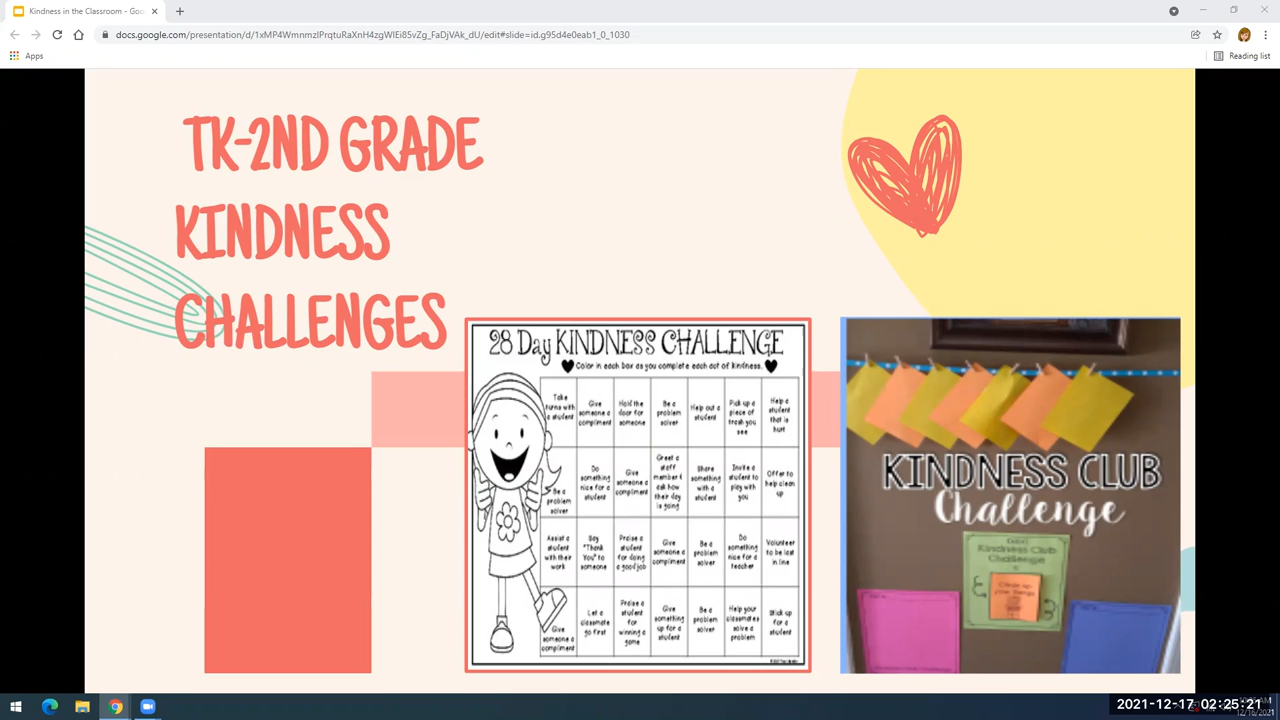 Kindness in the Classroom - Goo
docs.google.com/presentation/d/1xMP4WmnmzIPrqtuRaXnH4zgWIEi85vZg_FaDjVAk_dU/edit#slide=id.g95d4e0eab1_0_1030
Apps
Reading list
TK-2ND GRADE
KINDNESS
CHALLENGES
28 Day KINDNESS CHALLENGE
Color in each box as you complete each act of kindness.
Take
turns with
a student
Give
someone a
compliment
Hold the
door for
someone
Be a
problem
solver
Help out a
student
Pick up a
piece of
trash you
see
Help a
student
that is
hurt
Be a
problem
solver
Do
something
nice for a
student
Give
someone a
compliment
Greet a
staff
member &
ask how
their day
is going
Share
something
with a
student
Invite a
student to
play with
you
Offer to
help clean
up
Assist a
student
with their
work
Say
"Thank
You" to
someone
Praise a
student
for doing
a good job
Give
someone a
compliment
Be a
problem
solver
Do
something
nice for a
teacher
Volunteer
to be last
in line
Give
someone a
compliment
Let a
classmate
go first
Praise a
student
for
winning a
game
Give
something
up for a
student
Be a
problem
solver
Help your
classmates
solve a
problem
Stick up
for a
student
KINDNESS CLUB
Challenge
Kindness Club
Challenge
2021-12-17 02:25:21